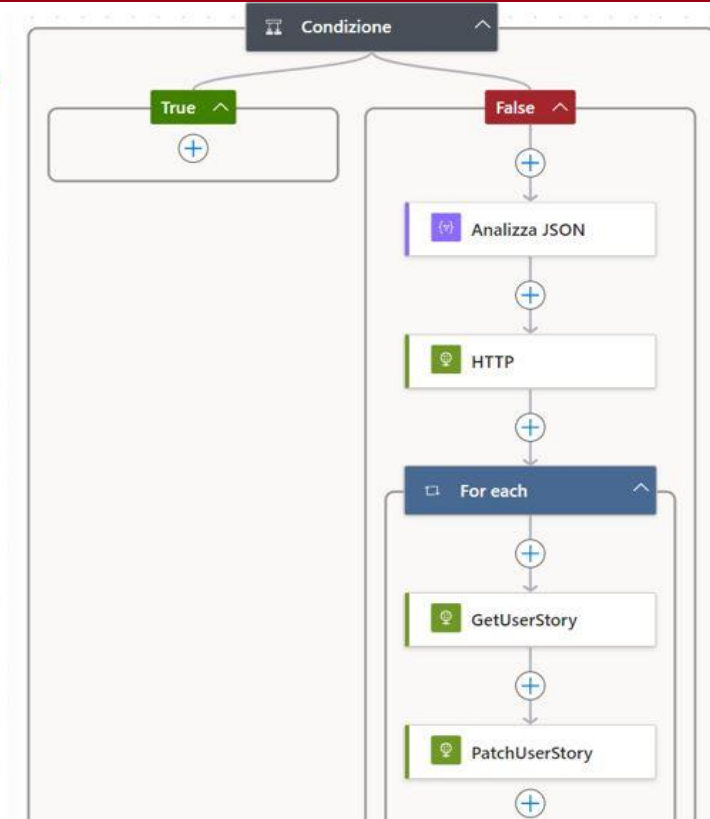 Condizione
True
False
Analizza JSON
HTTP
For each
GetUserStory
PatchUserStory